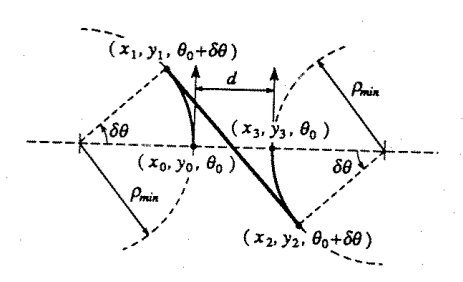 (x₁, y₁, θ₀+δθ)
d
ρmin
δθ
(x₃, y₃, θ₀)
(x₀, y₀, θ₀)
δθ
ρmin
(x₂, y₂, θ₀+δθ)